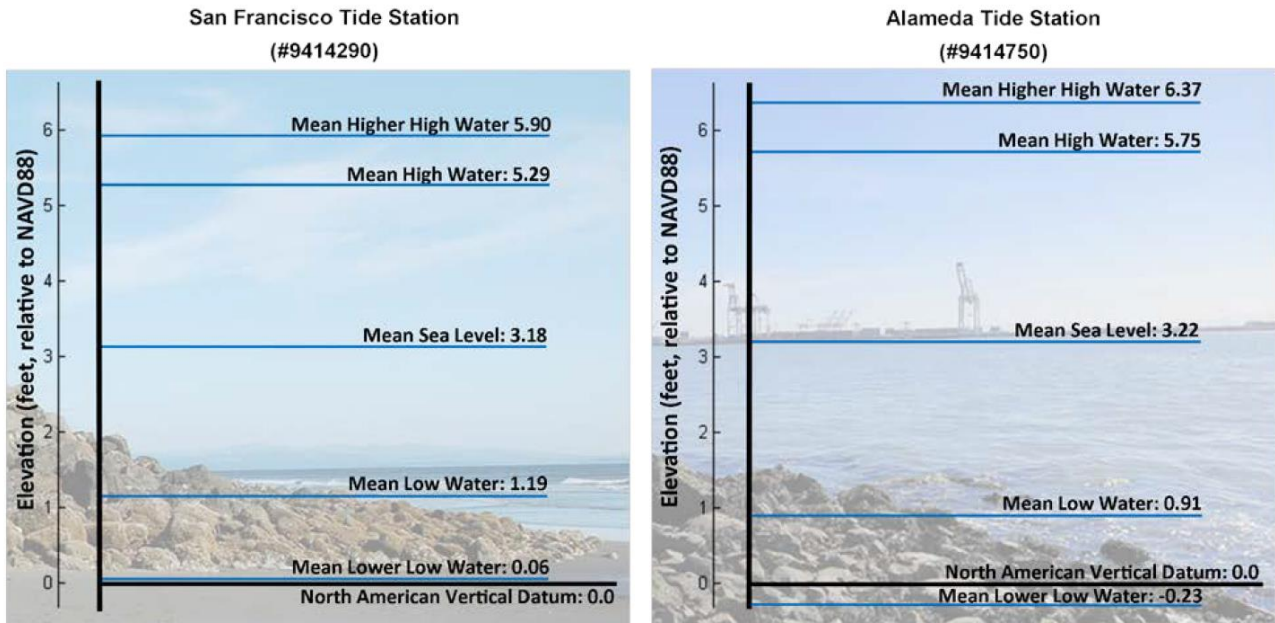 San Francisco Tide Station
(#9414290)
Elevation (feet, relative to NAVD88)
6
5
4
3
2
1
0
Mean Higher High Water 5.90
Mean High Water: 5.29
Mean Sea Level: 3.18
Mean Low Water: 1.19
Mean Lower Low Water: 0.06
North American Vertical Datum: 0.0
Alameda Tide Station
(#9414750)
Elevation (feet, relative to NAVD88)
6
5
4
3
2
1
0
Mean Higher High Water 6.37
Mean High Water: 5.75
Mean Sea Level: 3.22
Mean Low Water: 0.91
North American Vertical Datum: 0.0
Mean Lower Low Water: -0.23